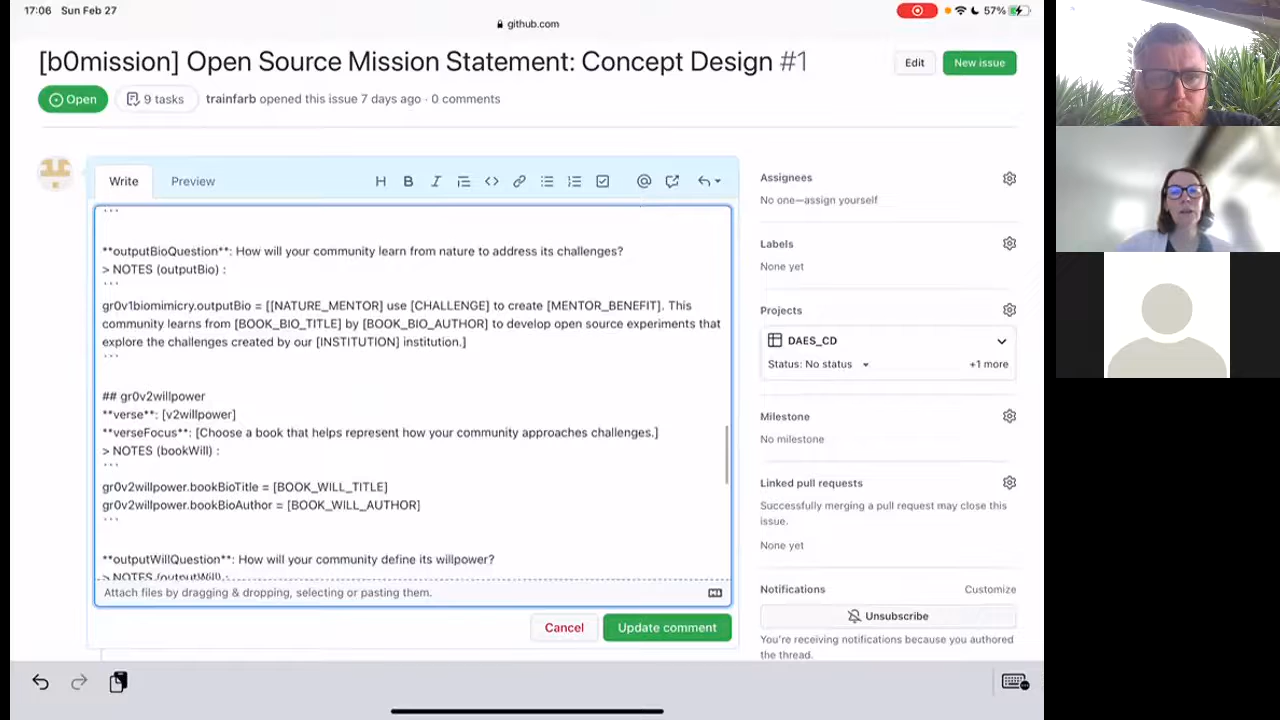 17:06 Sun Feb 27
57%
github.com
[b0mission] Open Source Mission Statement: Concept Design #1
Edit
New issue
Open
9 tasks
trainfarb opened this issue 7 days ago · 0 comments
Write
Preview
```
**outputBioQuestion**: How will your community learn from nature to address its challenges?
> NOTES (outputBio) :
```
gr0v1biomimicry.outputBio = [[NATURE_MENTOR] use [CHALLENGE] to create [MENTOR_BENEFIT]. This
community learns from [BOOK_BIO_TITLE] by [BOOK_BIO_AUTHOR] to develop open source experiments that
explore the challenges created by our [INSTITUTION] institution.]
```
## gr0v2willpower
**verse**: [v2willpower]
**verseFocus**: [Choose a book that helps represent how your community approaches challenges.]
> NOTES (bookWill) :
```
gr0v2willpower.bookBioTitle = [BOOK_WILL_TITLE]
gr0v2willpower.bookBioAuthor = [BOOK_WILL_AUTHOR]
```
**outputWillQuestion**: How will your community define its willpower?
> NOTES (outputWill) :
Attach files by dragging & dropping, selecting or pasting them.
Cancel
Update comment
Assignees
No one—assign yourself
Labels
None yet
Projects
DAES_CD
Status: No status
+1 more
Milestone
No milestone
Linked pull requests
Successfully merging a pull request may close this
issue.
None yet
Notifications
Customize
Unsubscribe
You're receiving notifications because you authored
the thread.